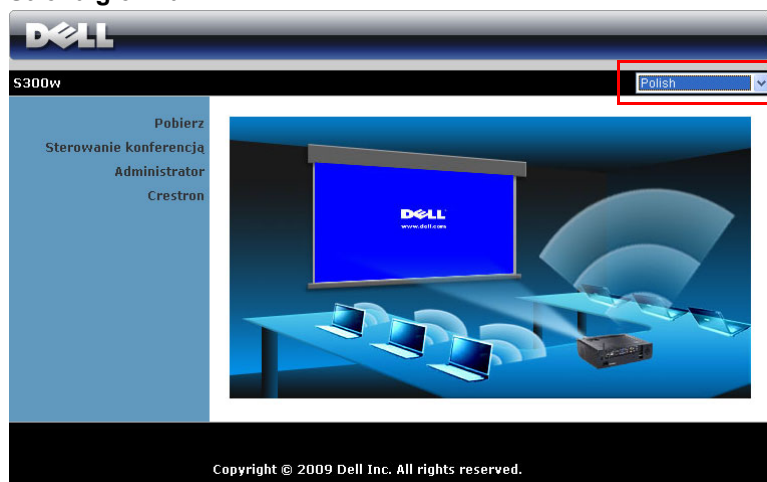 DELL
S300w
Polish
Pobierz
Sterowanie konferencją
Administrator
Crestron
DELL
www.dell.com
Copyright © 2009 Dell Inc. All rights reserved.